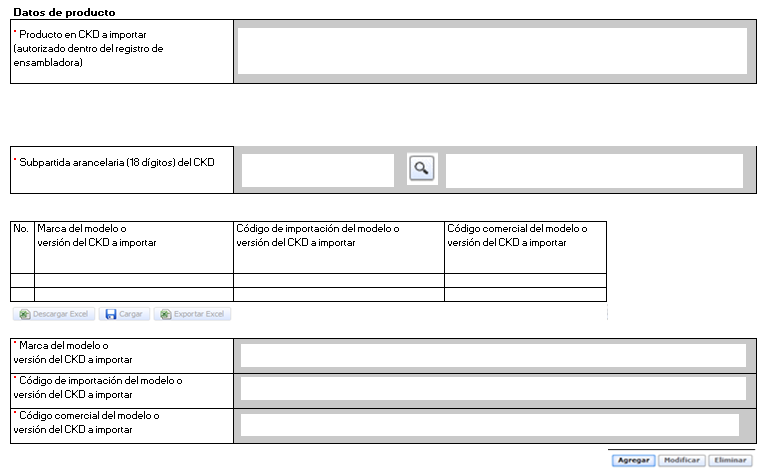 Datos de producto
* Producto en CKD a importar
(autorizado dentro del registro de
ensambladora)
* Subpartida arancelaria (18 dígitos) del CKD
No.
Marca del modelo o
versión del CKD a importar
Código de importación del modelo o
versión del CKD a importar
Código comercial del modelo o
versión del CKD a importar
Descargar Excel
Cargar
Exportar Excel
* Marca del modelo o
versión del CKD a importar
* Código de importación del modelo o
versión del CKD a importar
* Código comercial del modelo o
versión del CKD a importar
Agregar
Modificar
Eliminar